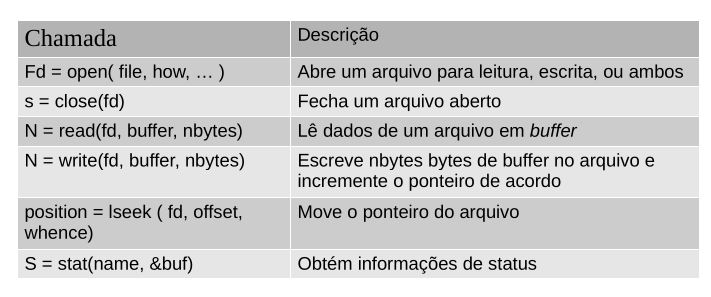 Chamada
Descrição
Fd = open( file, how, … )
Abre um arquivo para leitura, escrita, ou ambos
s = close(fd)
Fecha um arquivo aberto
N = read(fd, buffer, nbytes)
Lê dados de um arquivo em buffer
N = write(fd, buffer, nbytes)
Escreve nbytes bytes de buffer no arquivo e
incremente o ponteiro de acordo
position = lseek ( fd, offset,
whence)
Move o ponteiro do arquivo
S = stat(name, &buf)
Obtém informações de status